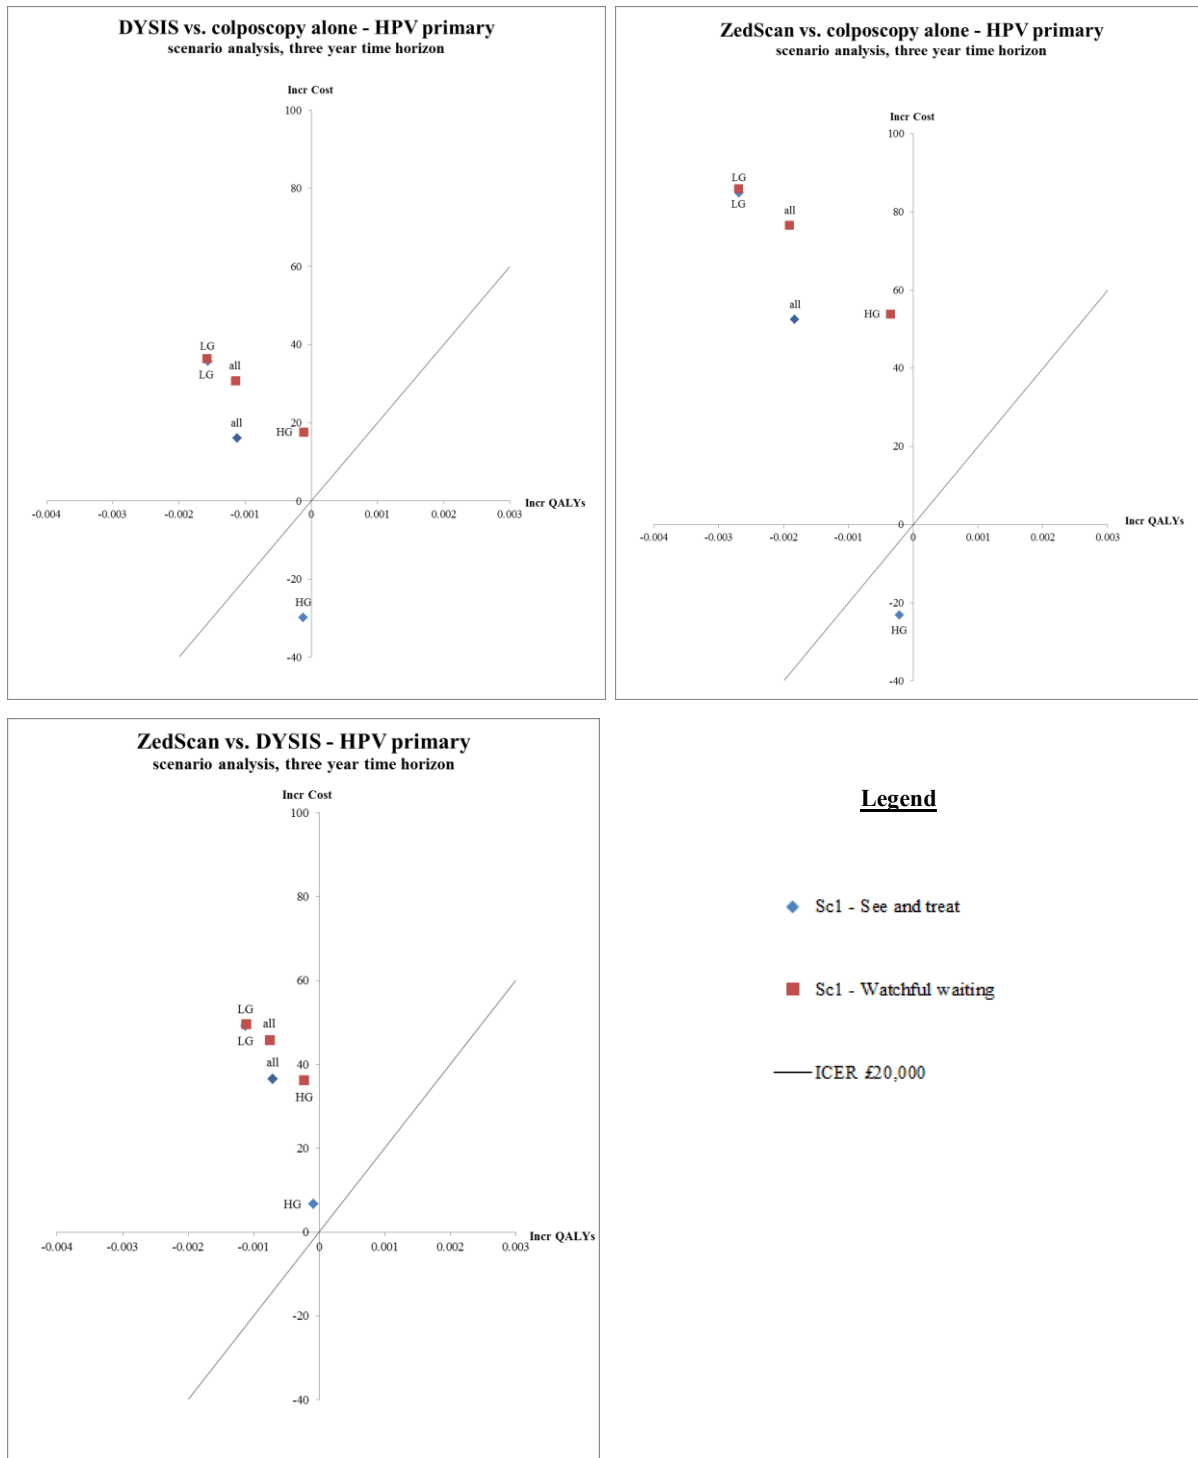 DYSIS vs. colposcopy alone - HPV primary
scenario analysis, three year time horizon
Incr Cost
100
80
60
40
LG
LG
all
all
20
HG
0
Incr QALYs
-0.004 -0.003 -0.002 -0.001 0 0.001 0.002 0.003
-20
HG
-40
ZedScan vs. colposcopy alone - HPV primary
scenario analysis, three year time horizon
Incr Cost
100
LG
LG
80
all
60
all
HG
40
20
0
Incr QALYs
-0.004 -0.003 -0.002 -0.001 0 0.001 0.002 0.003
-20
HG
-40
ZedScan vs. DYSIS - HPV primary
scenario analysis, three year time horizon
Incr Cost
100
80
60
LG
all
LG
40
all
HG
20
HG
0
Incr QALYs
-0.004 -0.003 -0.002 -0.001 0 0.001 0.002 0.003
-20
-40
Legend
Sc1 - See and treat
Sc1 - Watchful waiting
ICER £20,000